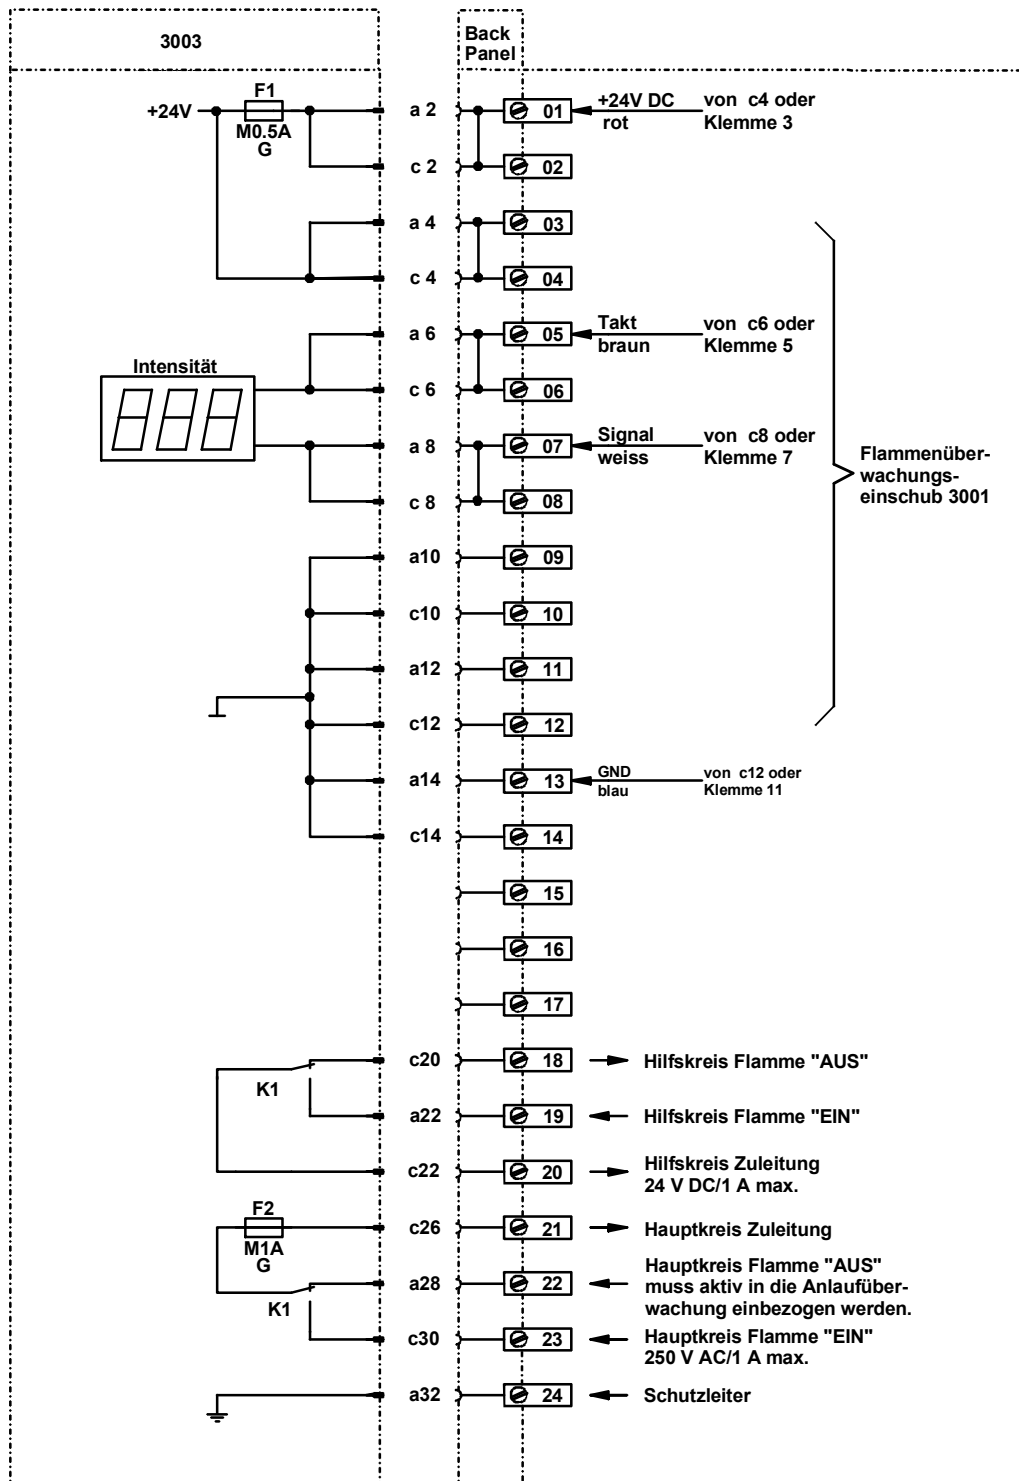 3003
Back
Panel
F1
+24V
M0.5A
G
a 2
01
+24V DC
rot
von c4 oder
Klemme 3
c 2
02
a 4
03
c 4
04
a 6
05
Takt
braun
von c6 oder
Klemme 5
Intensität
c 6
06
a 8
07
Signal
weiss
von c8 oder
Klemme 7
Flammenüber-
wachungs-
einschub 3001
c 8
08
a10
09
c10
10
a12
11
c12
12
a14
13
GND
blau
von c12 oder
Klemme 11
c14
14
15
16
17
K1
c20
18
Hilfskreis Flamme "AUS"
a22
19
Hilfskreis Flamme "EIN"
c22
20
Hilfskreis Zuleitung
24 V DC/1 A max.
F2
M1A
G
c26
21
Hauptkreis Zuleitung
K1
a28
22
Hauptkreis Flamme "AUS"
muss aktiv in die Anlaufüber-
wachung einbezogen werden.
c30
23
Hauptkreis Flamme "EIN"
250 V AC/1 A max.
a32
24
Schutzleiter